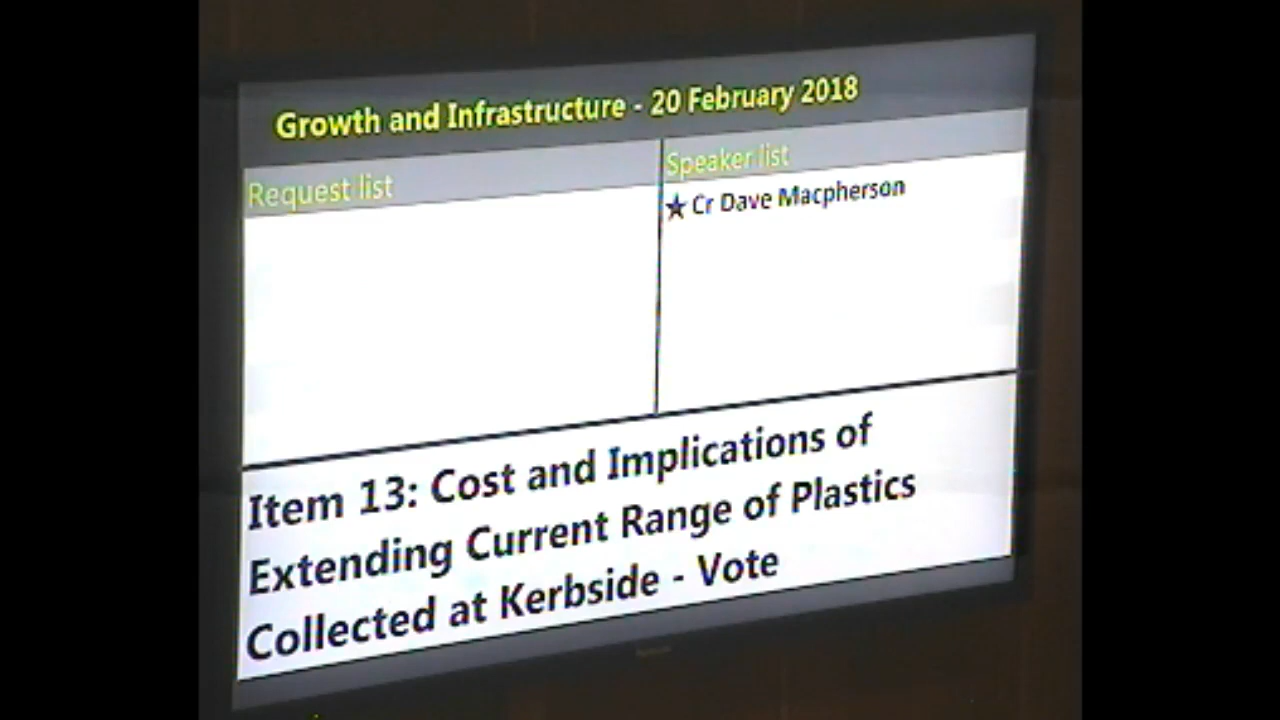 Growth and Infrastructure - 20 February 2018
Request list
Speaker list
★ Cr Dave Macpherson
Item 13: Cost and Implications of
Extending Current Range of Plastics
Collected at Kerbside - Vote